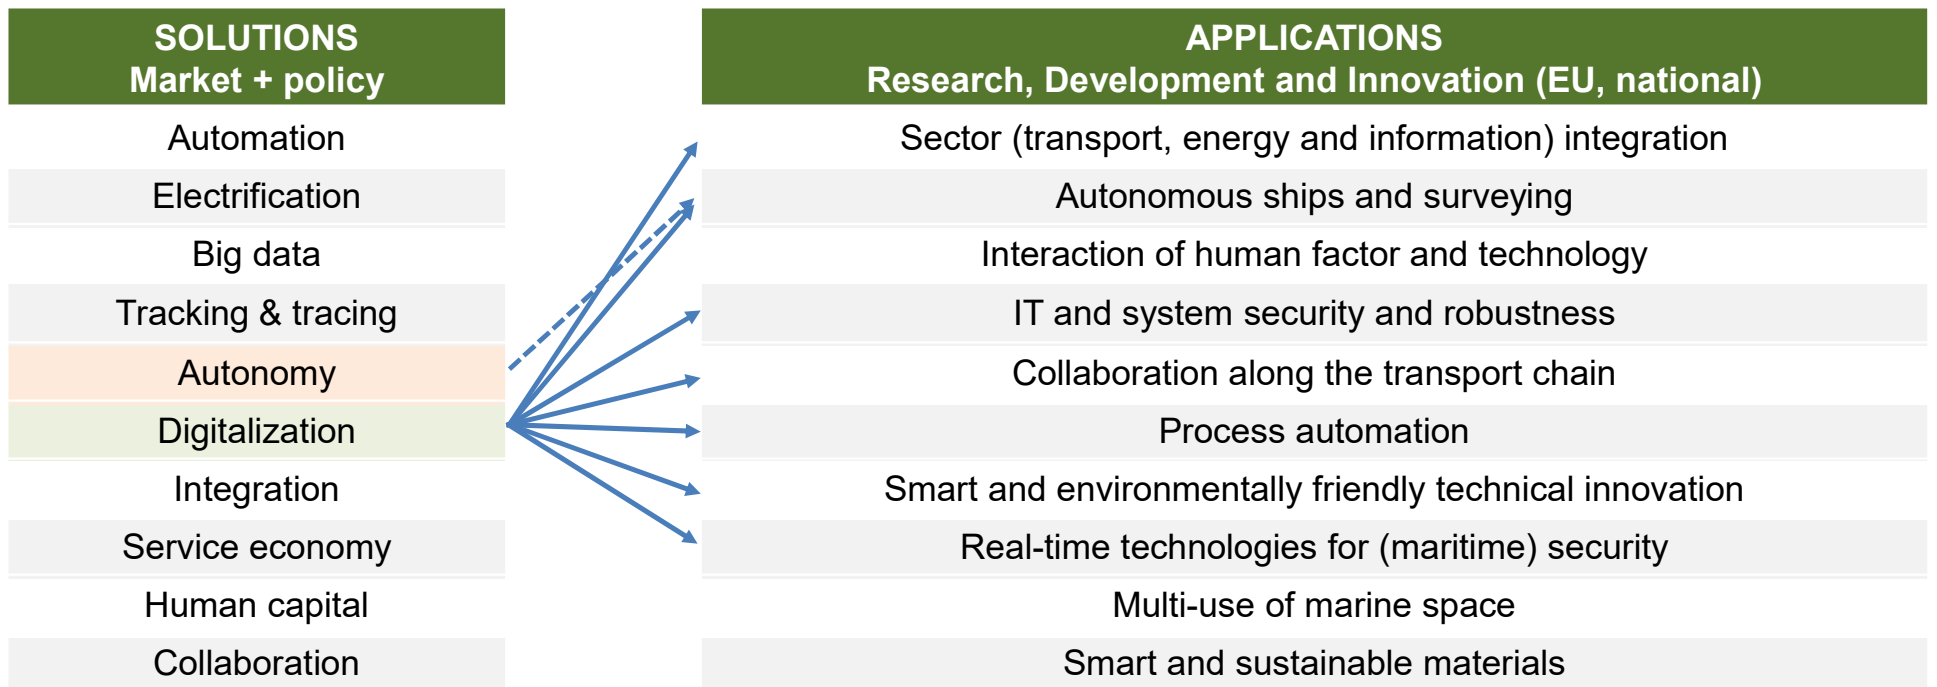 SOLUTIONS
Market + policy
Automation
Electrification
Big data
Tracking & tracing
Autonomy
Digitalization
Integration
Service economy
Human capital
Collaboration
APPLICATIONS
Research, Development and Innovation (EU, national)
Sector (transport, energy and information) integration
Autonomous ships and surveying
Interaction of human factor and technology
IT and system security and robustness
Collaboration along the transport chain
Process automation
Smart and environmentally friendly technical innovation
Real-time technologies for (maritime) security
Multi-use of marine space
Smart and sustainable materials